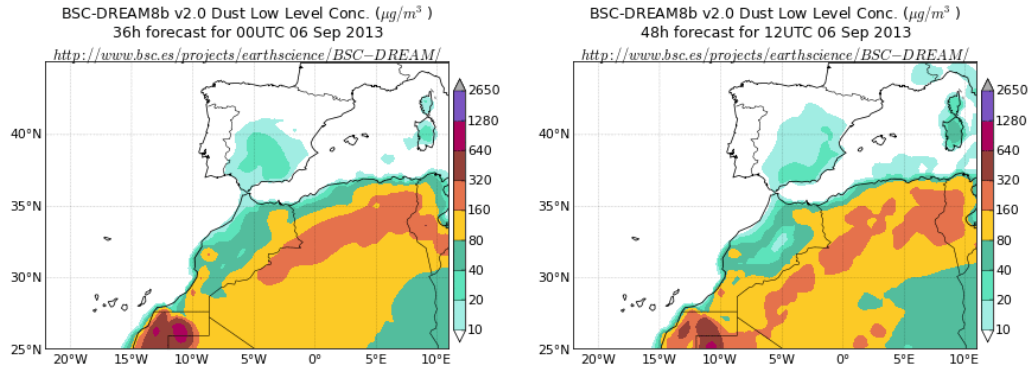 BSC-DREAM8b v2.0 Dust Low Level Conc. (μg/m³ )
36h forecast for 00UTC 06 Sep 2013
http://www.bsc.es/projects/earthscience/BSC−DREAM/
40°N
35°N
30°N
25°N
20°W
15°W
10°W
5°W
0°
5°E
10°E
2650
1280
640
320
160
80
40
20
10
BSC-DREAM8b v2.0 Dust Low Level Conc. (μg/m³ )
48h forecast for 12UTC 06 Sep 2013
http://www.bsc.es/projects/earthscience/BSC−DREAM/
40°N
35°N
30°N
25°N
20°W
15°W
10°W
5°W
0°
5°E
10°E
2650
1280
640
320
160
80
40
20
10